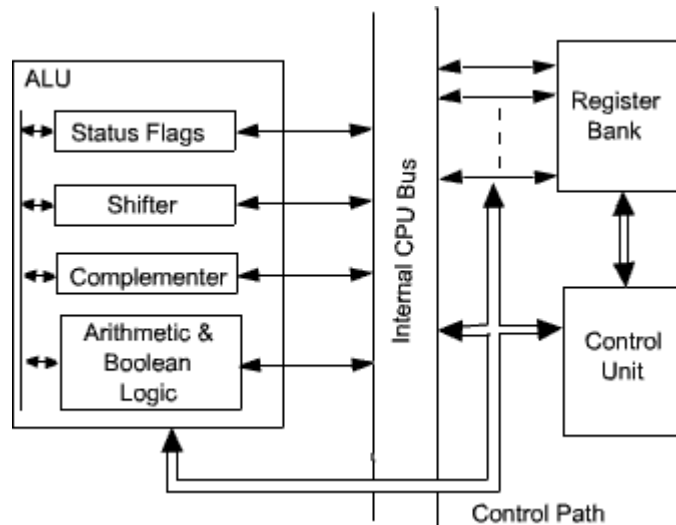 ALU
Status Flags
Shifter
Complementer
Arithmetic &
Boolean
Logic
Internal CPU Bus
Register
Bank
Control
Unit
Control Path